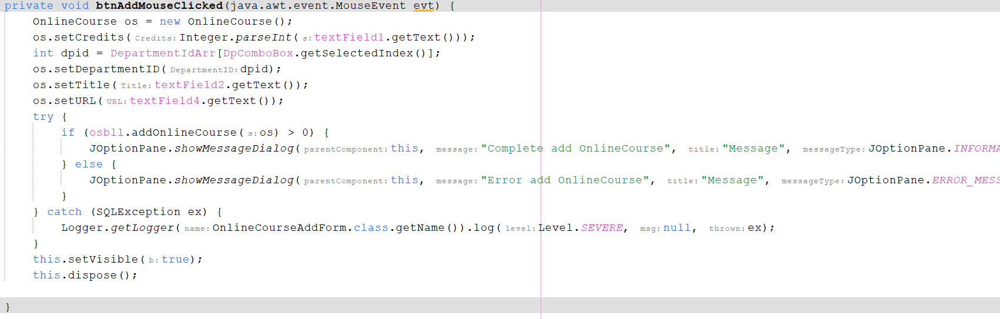 private void btnAddMouseClicked(java.awt.event.MouseEvent evt) {
OnlineCourse os = new OnlineCourse();
os.setCredits( Credits: Integer.parseInt( s: textField1.getText()));
int dpid = DepartmentIdArr[DpComboBox.getSelectedIndex()];
os.setDepartmentID( DepartmentID: dpid);
os.setTitle( Title: textField2.getText());
os.setURL( URL: textField4.getText());
try {
if (osbll.addOnlineCourse( s: os) > 0) {
JOptionPane.showMessageDialog( parentComponent: this, message: "Complete add OnlineCourse", title: "Message", messageType: JOptionPane.INFORMA
} else {
JOptionPane.showMessageDialog( parentComponent: this, message: "Error add OnlineCourse", title: "Message", messageType: JOptionPane.ERROR_MESS
}
} catch (SQLException ex) {
Logger.getLogger( name: OnlineCourseAddForm.class.getName()).log( level: Level.SEVERE, msg: null, thrown: ex);
}
this.setVisible( b: true);
this.dispose();
}